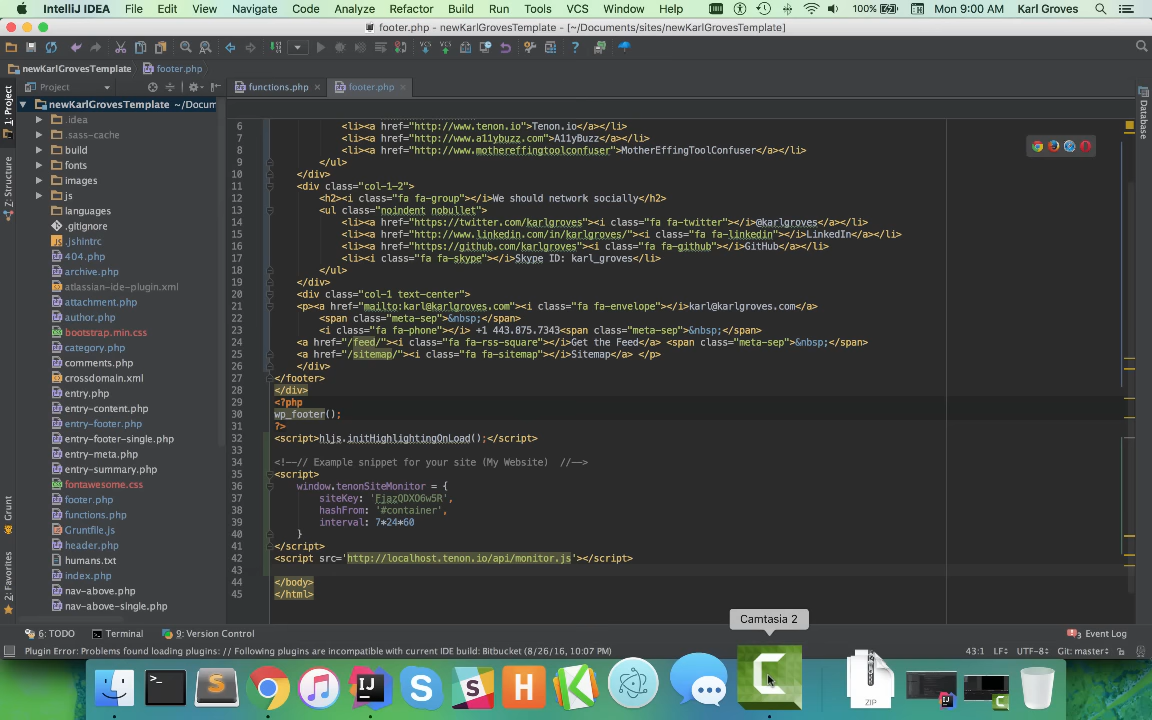 IntelliJ IDEA File Edit View Navigate Code Analyze Refactor Build Run Tools VCS Window Help 100% Mon 9:00 AM Karl Groves
footer.php - newKarlGrovesTemplate - [~/Documents/sites/newKarlGrovesTemplate]
newKarlGrovesTemplate footer.php
Project functions.php footer.php
1: Project
Z: Structure
Grunt
2: Favorites
Database
newKarlGrovesTemplate ~/Docum
.idea
.sass-cache
build
fonts
images
js
languages
.gitignore
.jshintrc
404.php
archive.php
atlassian-ide-plugin.xml
attachment.php
author.php
bootstrap.min.css
category.php
comments.php
crossdomain.xml
entry.php
entry-content.php
entry-footer.php
entry-footer-single.php
entry-meta.php
entry-summary.php
fontawesome.css
footer.php
functions.php
Gruntfile.js
header.php
humans.txt
index.php
nav-above.php
nav-above-single.php
6 <li><a href="http://www.tenon.io">Tenon.io</a></li>
7 <li><a href="http://www.a11ybuzz.com">A11yBuzz</a></li>
8 <li><a href="http://www.mothereffingtoolconfuser">MotherEffingToolConfuser</a></li>
9 </ul>
10 </div>
11 <div class="col-1-2">
12 <h2><i class="fa fa-group"></i>We should network socially</h2>
13 <ul class="noindent nobullet">
14 <li><a href="https://twitter.com/karlgroves"><i class="fa fa-twitter"></i>@karlgroves</a></li>
15 <li><a href="http://www.linkedin.com/in/karlgroves/"><i class="fa fa-linkedin"></i>LinkedIn</a></li>
16 <li><a href="https://github.com/karlgroves"><i class="fa fa-github"></i>GitHub</a></li>
17 <li><i class="fa fa-skype"></i>Skype ID: karl_groves</li>
18 </ul>
19 </div>
20 <div class="col-1 text-center">
21 <p><a href="mailto:karl@karlgroves.com"><i class="fa fa-envelope"></i>karl@karlgroves.com</a>
22 <span class="meta-sep">&nbsp;</span>
23 <i class="fa fa-phone"></i> +1 443.875.7343<span class="meta-sep">&nbsp;</span>
24 <a href="/feed/"><i class="fa fa-rss-square"></i>Get the Feed</a> <span class="meta-sep">&nbsp;</span>
25 <a href="/sitemap/"><i class="fa fa-sitemap"></i>Sitemap</a> </p>
26 </div>
27 </footer>
28 </div>
29 <?php
30 wp_footer();
31 ?>
32 <script>hljs.initHighlightingOnLoad();</script>
33
34 <!--// Example snippet for your site (My Website) //-->
35 <script>
36 window.tenonSiteMonitor = {
37 siteKey: 'FjazQDXO6w5R',
38 hashFrom: '#container',
39 interval: 7*24*60
40 }
41 </script>
42 <script src='http://localhost.tenon.io/api/monitor.js'></script>
43
44 </body>
45 </html>
Camtasia 2
6: TODO Terminal 9: Version Control Event Log
Plugin Error: Problems found loading plugins: // Following plugins are incompatible with current IDE build: Bitbucket (8/26/16, 10:07 PM) 43:1 LF UTF-8 Git: master
ZIP